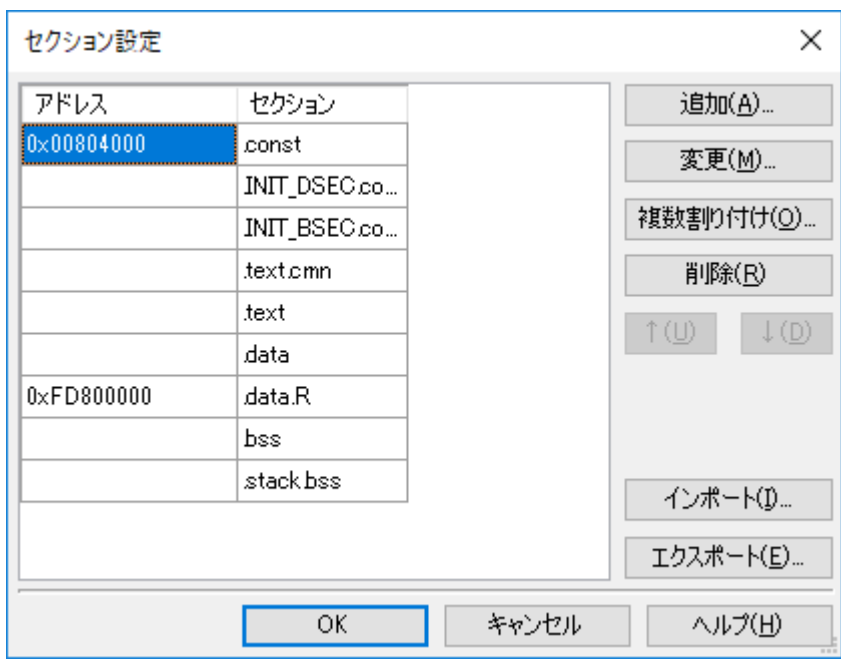 セクション設定
アドレス セクション
0x00804000 .const
.INIT_DSEC.co...
.INIT_BSEC.co...
.text.cmn
.text
.data
0xFD800000 .data.R
.bss
.stack.bss
追加(A)...
変更(M)...
複数割り付け(O)...
削除(R)
↑(U) ↓(D)
インポート(I)...
エクスポート(E)...
OK キャンセル ヘルプ(H)